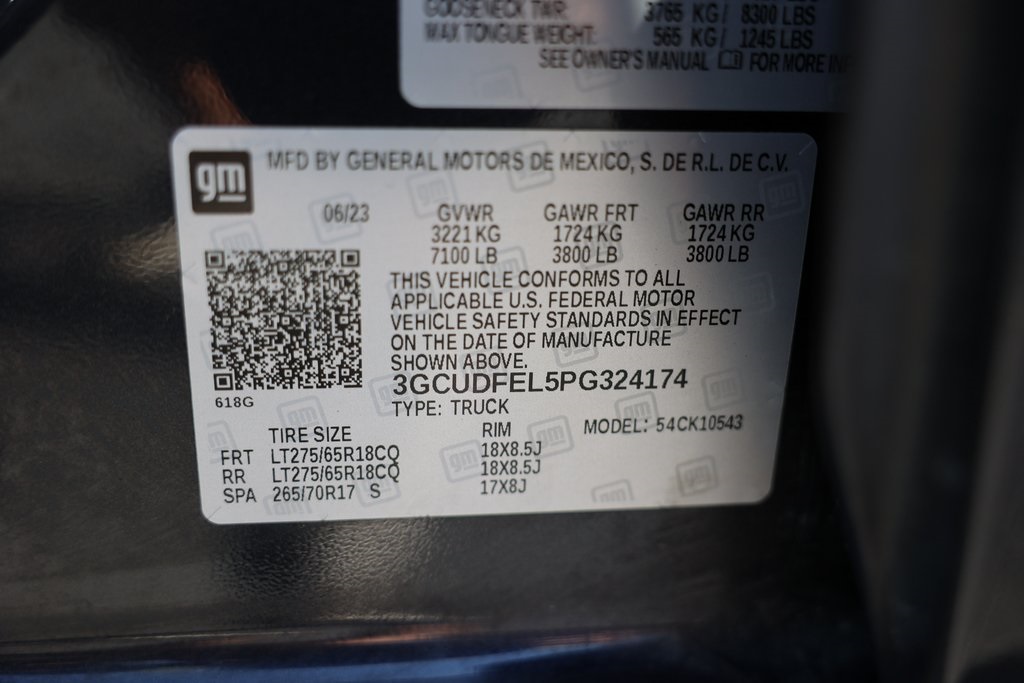 GOOSENECK TWR: 3765 KG/ 8300 LBS
MAX TONGUE WEIGHT: 565 KG/ 1245 LBS
SEE OWNER'S MANUAL FOR MORE
gm
MFD BY GENERAL MOTORS DE MEXICO, S. DE R.L. DE C.V.
06/23 GVWR GAWR FRT GAWR RR
3221 KG 1724 KG 1724 KG
7100 LB 3800 LB 3800 LB
THIS VEHICLE CONFORMS TO ALL
APPLICABLE U.S. FEDERAL MOTOR
VEHICLE SAFETY STANDARDS IN EFFECT
ON THE DATE OF MANUFACTURE
SHOWN ABOVE.
3GCUDFEL5PG324174
618G
TYPE: TRUCK
MODEL: 54CK10543
TIRE SIZE RIM
FRT LT275/65R18CQ 18X8.5J
RR LT275/65R18CQ 18X8.5J
SPA 265/70R17 S 17X8J